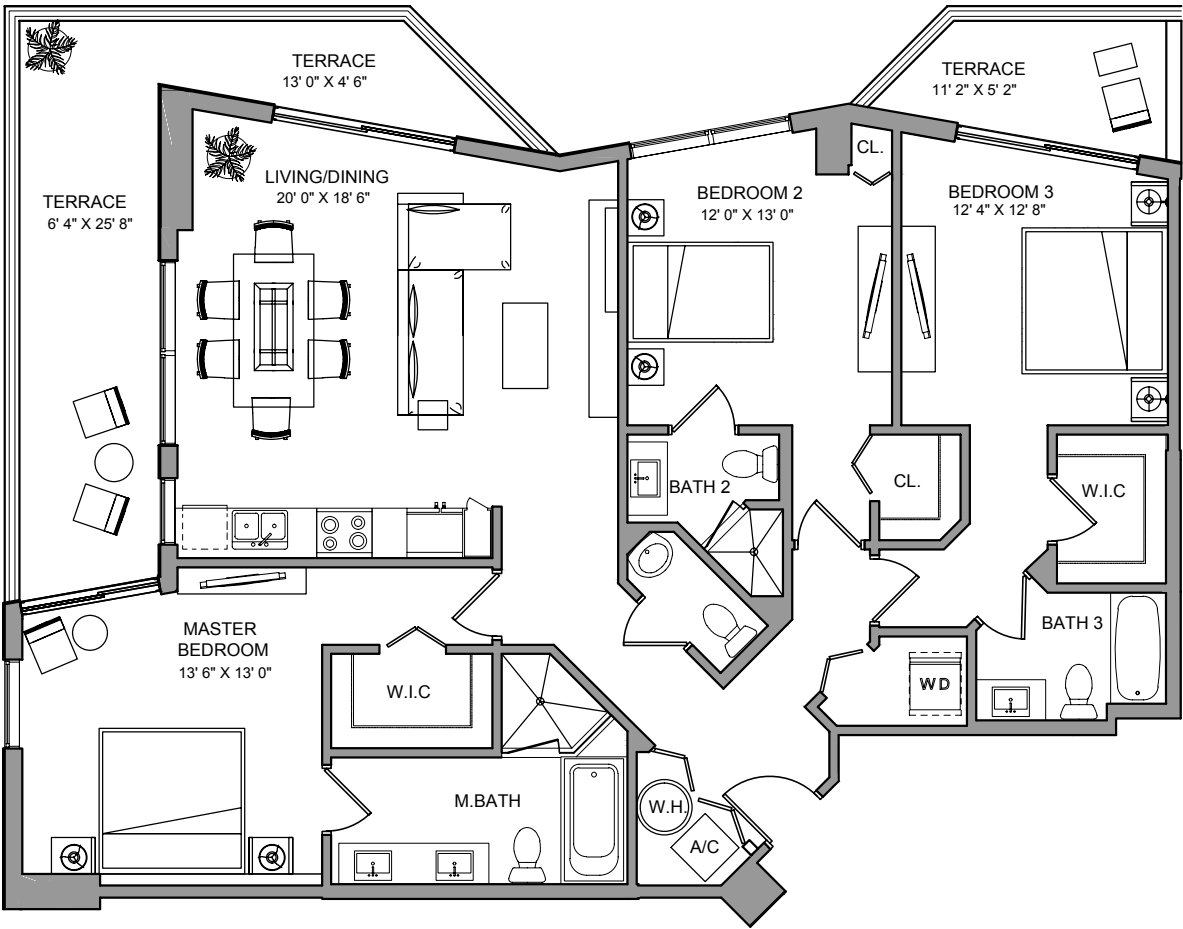 TERRACE
13' 0" X 4' 6"
TERRACE
11' 2" X 5' 2"
CL.
LIVING/DINING
20' 0" X 18' 6"
BEDROOM 2
12' 0" X 13' 0"
BEDROOM 3
12' 4" X 12' 8"
TERRACE
6' 4" X 25' 8"
BATH 2
CL.
W.I.C
MASTER
BEDROOM
13' 6" X 13' 0"
BATH 3
W.I.C
WD
M.BATH
W.H.
A/C